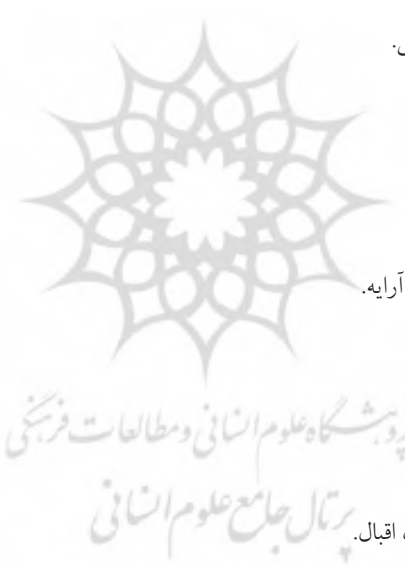 آرایه.
پژوهشگاه علوم انسانی و مطالعات فرهنگی
پرتال جامع علوم انسانی
اقبال.